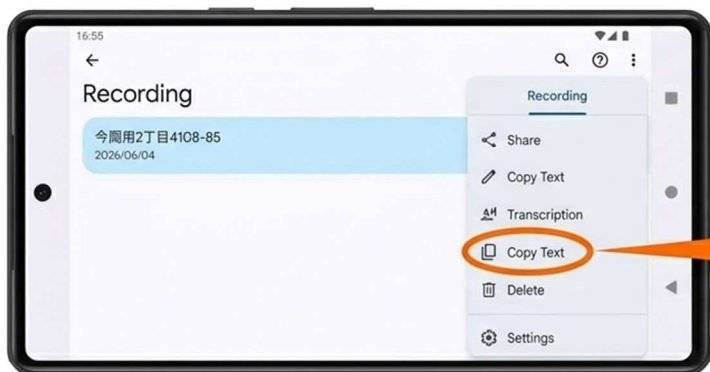 16:55
Recording
今阓用2丁目4108-85
2026/06/04
Recording
Share
Copy Text
Transcription
Copy Text
Delete
Settings